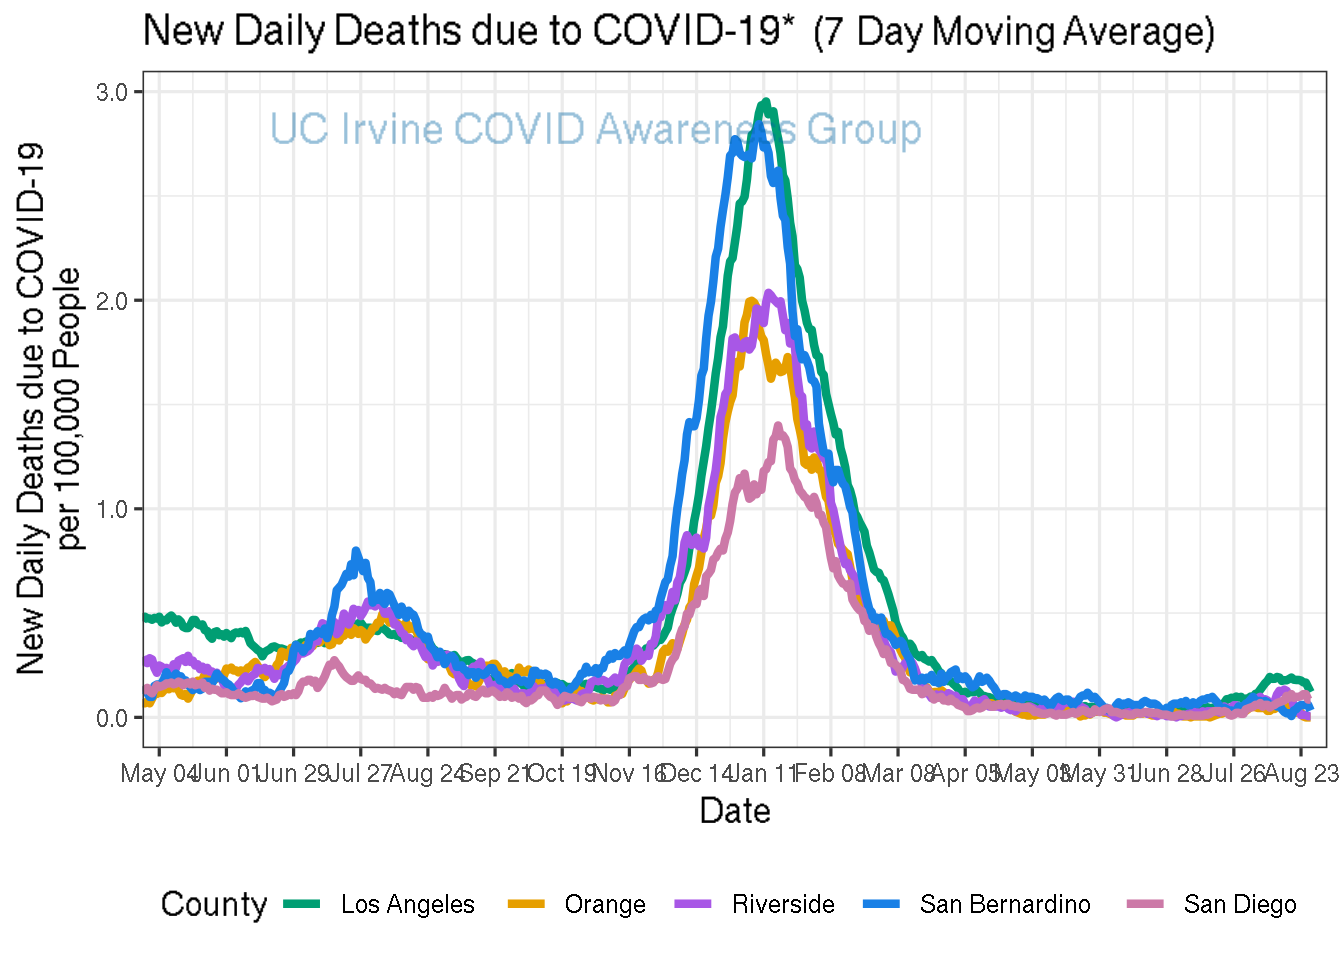 New Daily Deaths due to COVID-19* (7 Day Moving Average)
UC Irvine COVID Awareness Group
New Daily Deaths due to COVID-19
per 100,000 People
3.0
2.0
1.0
0.0
May 04 Jun 01 Jun 29 Jul 27 Aug 24 Sep 21 Oct 19 Nov 16 Dec 14 Jan 11 Feb 08 Mar 08 Apr 05 May 03 May 31 Jun 28 Jul 26 Aug 23
Date
County Los Angeles Orange Riverside San Bernardino San Diego